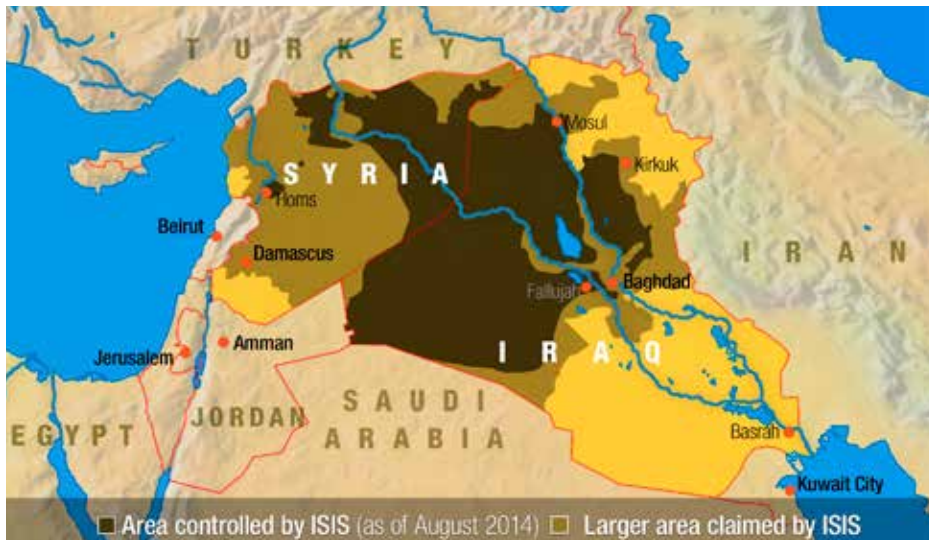 TURKEY
Mosul
SYRIA
Kirkuk
Homs
Beirut
Damascus
IRAN
Baghdad
Fallujah
Amman
Jerusalem
IRAQ
SAUDI
ARABIA
JORDAN
EGYPT
Basrah
Kuwait City
Area controlled by ISIS (as of August 2014) Larger area claimed by ISIS